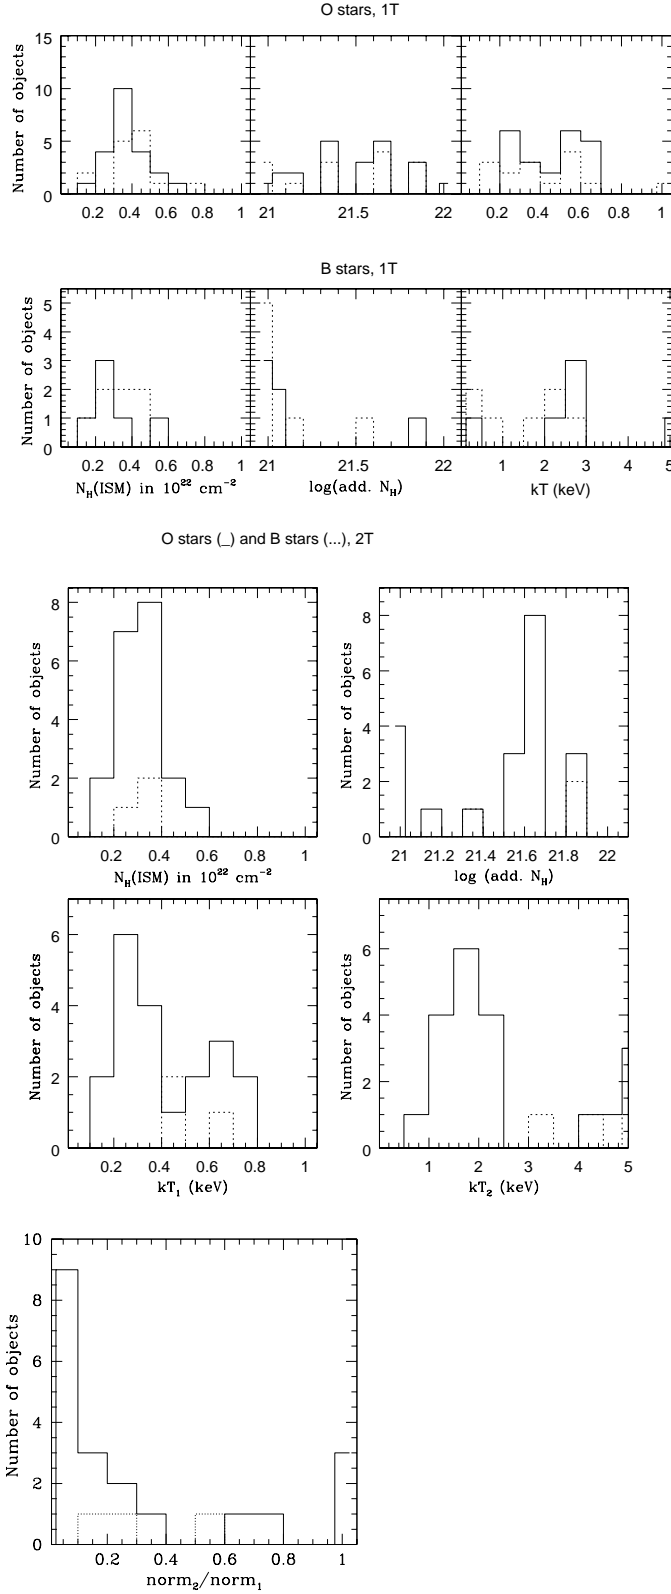 O stars, 1T
Number of objects
15
10
5
0
0.2 0.4 0.6 0.8 1
21 21.5 22
0.2 0.4 0.6 0.8 1
B stars, 1T
Number of objects
5
4
3
2
1
0
0.2 0.4 0.6 0.8 1
21 21.5 22
1 2 3 4 5
N_H(ISM) in 10^22 cm^-2
log(add. N_H)
kT (keV)
O stars (_) and B stars (...), 2T
Number of objects
8
6
4
2
0
0.2 0.4 0.6 0.8 1
N_H(ISM) in 10^22 cm^-2
Number of objects
8
6
4
2
0
21 21.2 21.4 21.6 21.8 22
log (add. N_H)
Number of objects
6
4
2
0
0.2 0.4 0.6 0.8 1
kT_1 (keV)
Number of objects
6
4
2
0
1 2 3 4 5
kT_2 (keV)
Number of objects
10
8
6
4
2
0
0.2 0.4 0.6 0.8 1
norm_2/norm_1